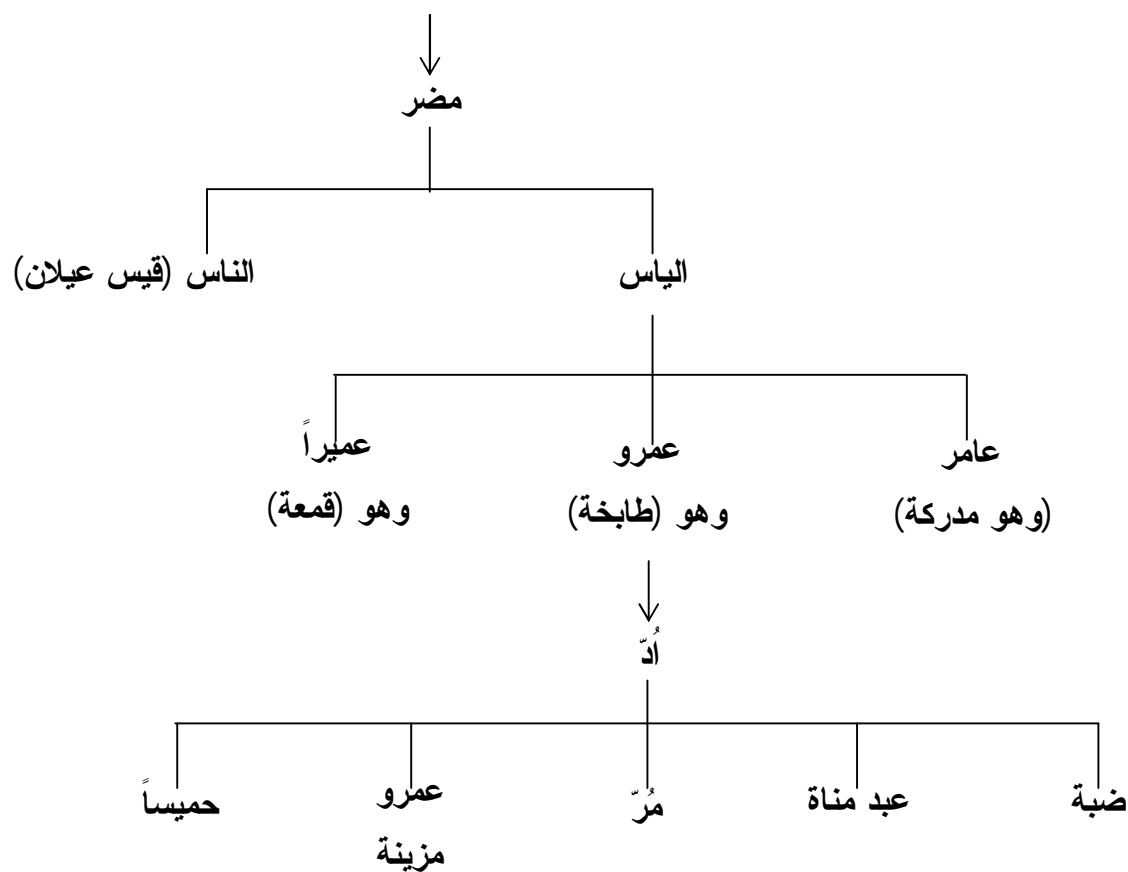 مضر
الياس
الناس (قيس عيلان)
عامر
(وهو مدركة)
عمرو
وهو (طابخة)
عميراً
وهو (قمعة)
اُدّ
ضبة
عبد مناة
مُرّ
عمرو
مزينة
حميساً